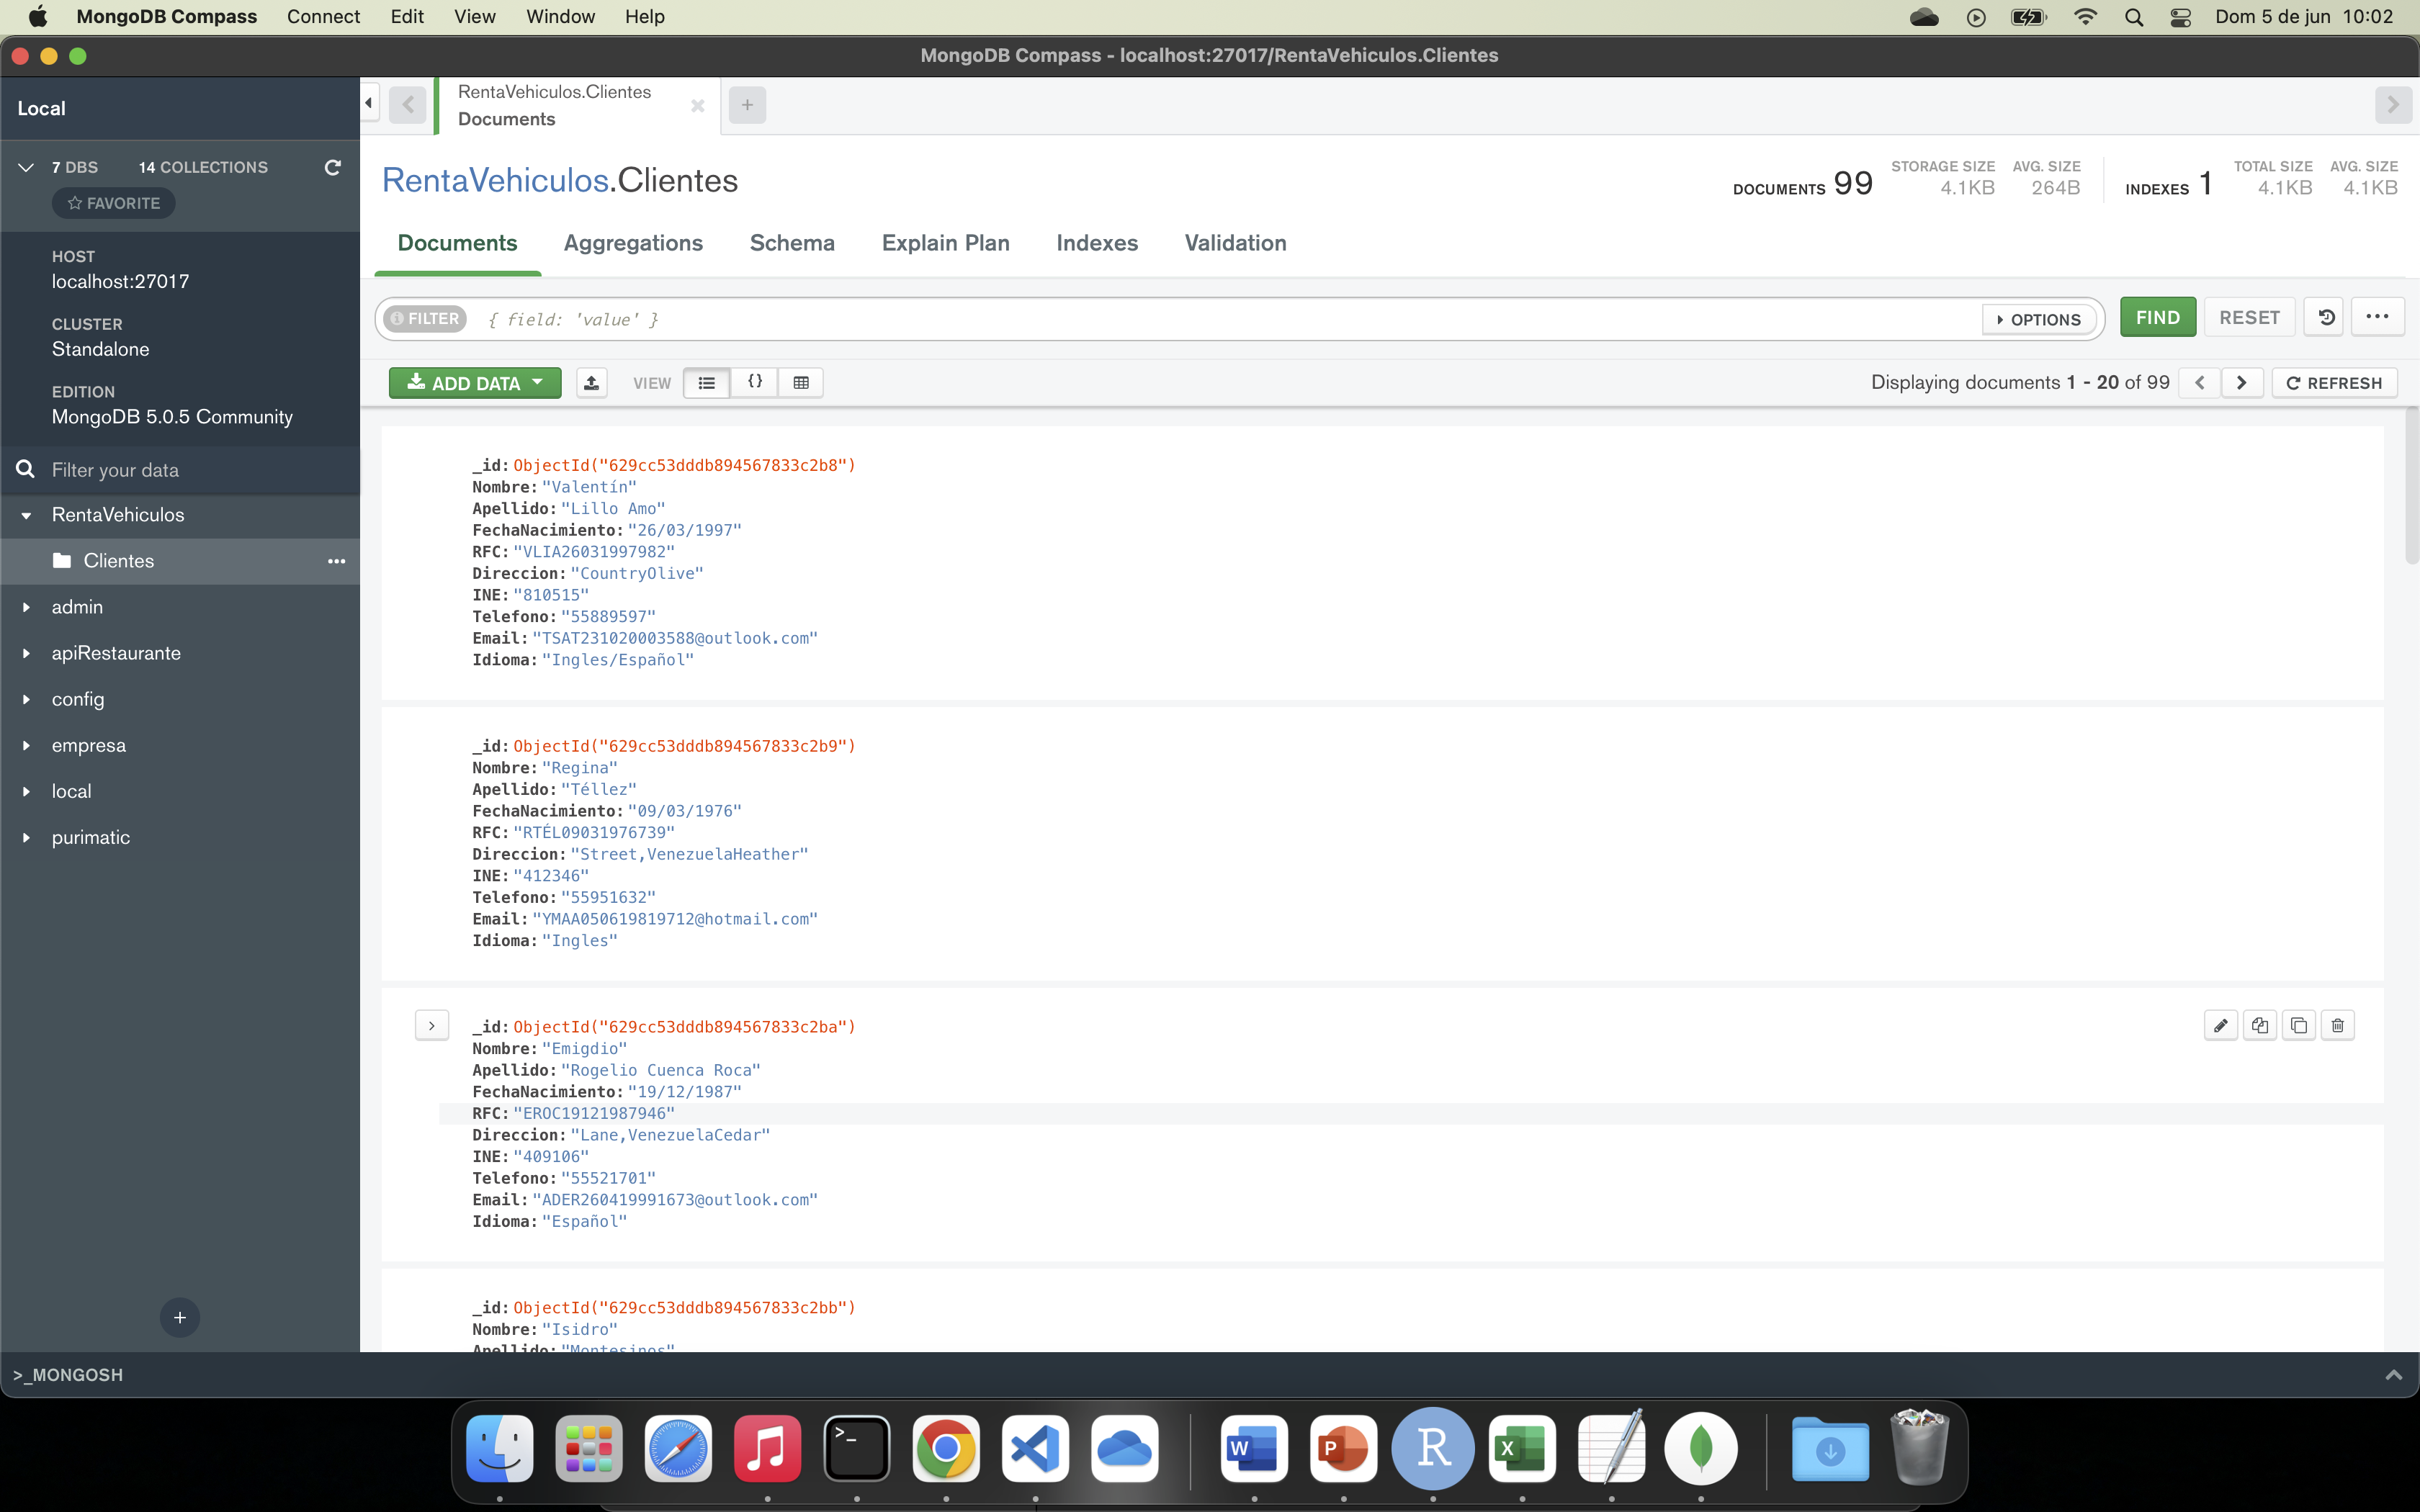 MongoDB Compass Connect Edit View Window Help Dom 5 de jun 10:02
MongoDB Compass - localhost:27017/RentaVehiculos.Clientes
Local
7 DBS 14 COLLECTIONS
FAVORITE
HOST
localhost:27017
CLUSTER
Standalone
EDITION
MongoDB 5.0.5 Community
Filter your data
RentaVehiculos
Clientes
admin
apiRestaurante
config
empresa
local
purimatic
RentaVehiculos.Clientes
Documents
RentaVehiculos.Clientes
DOCUMENTS 99
STORAGE SIZE
4.1KB
AVG. SIZE
264B
INDEXES 1
TOTAL SIZE
4.1KB
AVG. SIZE
4.1KB
Documents Aggregations Schema Explain Plan Indexes Validation
FILTER { field: 'value' } OPTIONS FIND RESET
ADD DATA VIEW {} Displaying documents 1 - 20 of 99 REFRESH
_id: ObjectId("629cc53dddb894567833c2b8")
Nombre: "Valentín"
Apellido: "Lillo Amo"
FechaNacimiento: "26/03/1997"
RFC: "VLIA26031997982"
Direccion: "CountryOlive"
INE: "810515"
Telefono: "55889597"
Email: "TSAT231020003588@outlook.com"
Idioma: "Ingles/Español"
_id: ObjectId("629cc53dddb894567833c2b9")
Nombre: "Regina"
Apellido: "Téllez"
FechaNacimiento: "09/03/1976"
RFC: "RTÉL09031976739"
Direccion: "Street,VenezuelaHeather"
INE: "412346"
Telefono: "55951632"
Email: "YMAA050619819712@hotmail.com"
Idioma: "Ingles"
_id: ObjectId("629cc53dddb894567833c2ba")
Nombre: "Emigdio"
Apellido: "Rogelio Cuenca Roca"
FechaNacimiento: "19/12/1987"
RFC: "EROC19121987946"
Direccion: "Lane,VenezuelaCedar"
INE: "409106"
Telefono: "55521701"
Email: "ADER260419991673@outlook.com"
Idioma: "Español"
_id: ObjectId("629cc53dddb894567833c2bb")
Nombre: "Isidro"
Apellido: "Montesinos"
>_MONGOSH
>_ W P R X